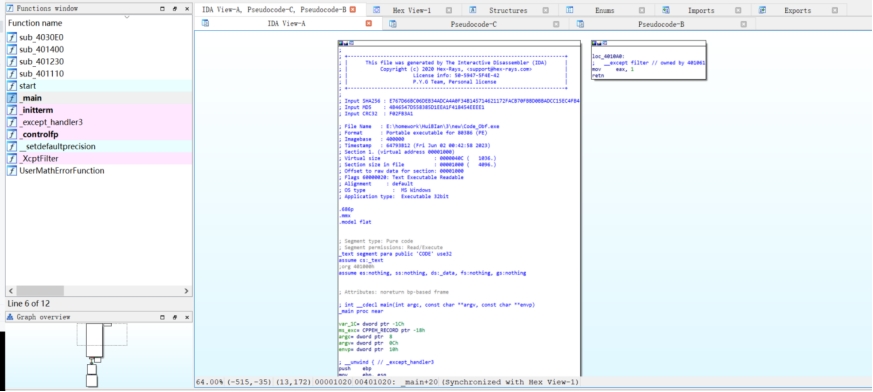 Functions window
IDA View-A, Pseudocode-C, Pseudocode-B
Hex View-1
Structures
Enums
Imports
Exports
Function name
IDA View-A
Pseudocode-C
Pseudocode-B
sub_4030E0
sub_401400
sub_401230
sub_401110
start
_main
_initterm
_except_handler3
_controlfp
__setdefaultprecision
_XcptFilter
UserMathErrorFunction
Line 6 of 12
Graph overview
; This file was generated by The Interactive Disassembler (IDA)
; Copyright (c) 2020 Hex-Rays, <support@hex-rays.com>
; License info:
; P.Y.G Team, Personal license
; Input SHA256 :
; Input MD5 :
; Input CRC32 :
; File Name : E:\homework\HuiBian\3\new\Code_Obf.exe
; Format : Portable executable for 80386 (PE)
; Imagebase : 400000
; Timestamp : (Fri Jun 02 00:42:58 2023)
; Section 1. (virtual address 00001000)
; Virtual size : 0000040C ( 1036.)
; Section size in file : 00001000 ( 4096.)
; Offset to raw data for section: 00001000
; Flags 60000020: Text Executable Readable
; Alignment : default
; OS type : MS Windows
; Application type: Executable 32bit
.686p
.mmx
.model flat
; Segment type: Pure code
; Segment permissions: Read/Execute
_text segment para public 'CODE' use32
assume cs:_text
;org 401000h
assume es:nothing, ss:nothing, ds:_data, fs:nothing, gs:nothing
; Attributes: noreturn bp-based frame
; int __cdecl main(int argc, const char **argv, const char **envp)
_main proc near
var_1C= dword ptr -1Ch
ms_exc= CPPEH_RECORD ptr -18h
argc= dword ptr 8
argv= dword ptr 0Ch
envp= dword ptr 10h
; __unwind { // _except_handler3
push ebp
mov ebp, esp
loc_4010A0:
; __except filter // owned by 401061
mov eax, 1
retn
64.00% (-515,-35) (13,172) 00001020 00401020: _main+20 (Synchronized with Hex View-1)